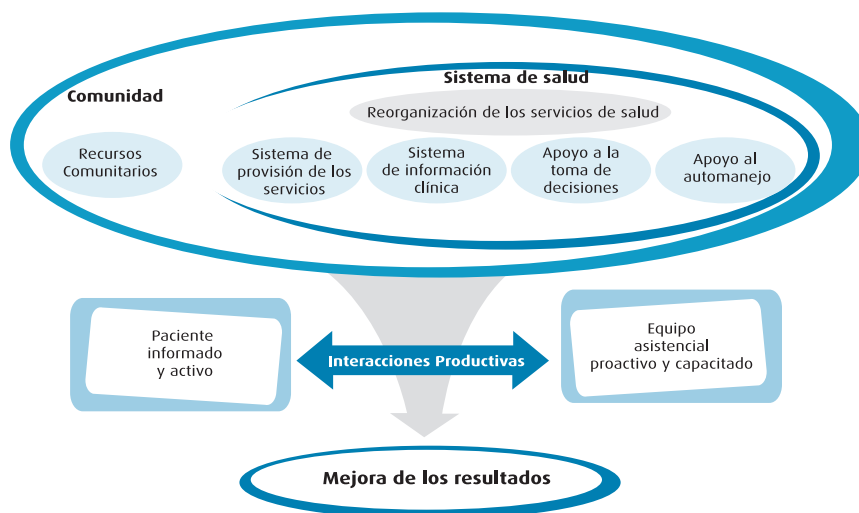 Sistema de salud
Comunidad
Reorganización de los servicios de salud
Recursos
Comunitarios
Sistema de
provisión de los
servicios
Sistema
de información
clínica
Apoyo a la
toma de
decisiones
Apoyo al
automanejo
Paciente
informado
y activo
Interacciones Productivas
Equipo
asistencial
proactivo y capacitado
Mejora de los resultados